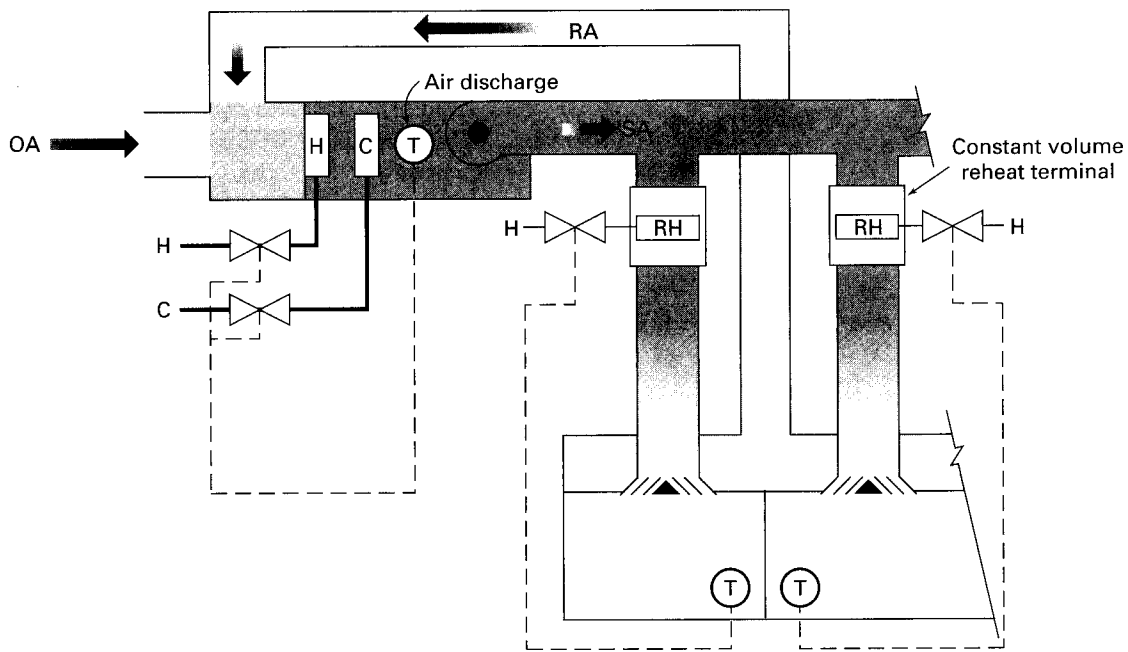 RA
Air discharge
OA
H
C
T
SA
Constant volume
reheat terminal
H
RH
RH
H
H
C
T
T